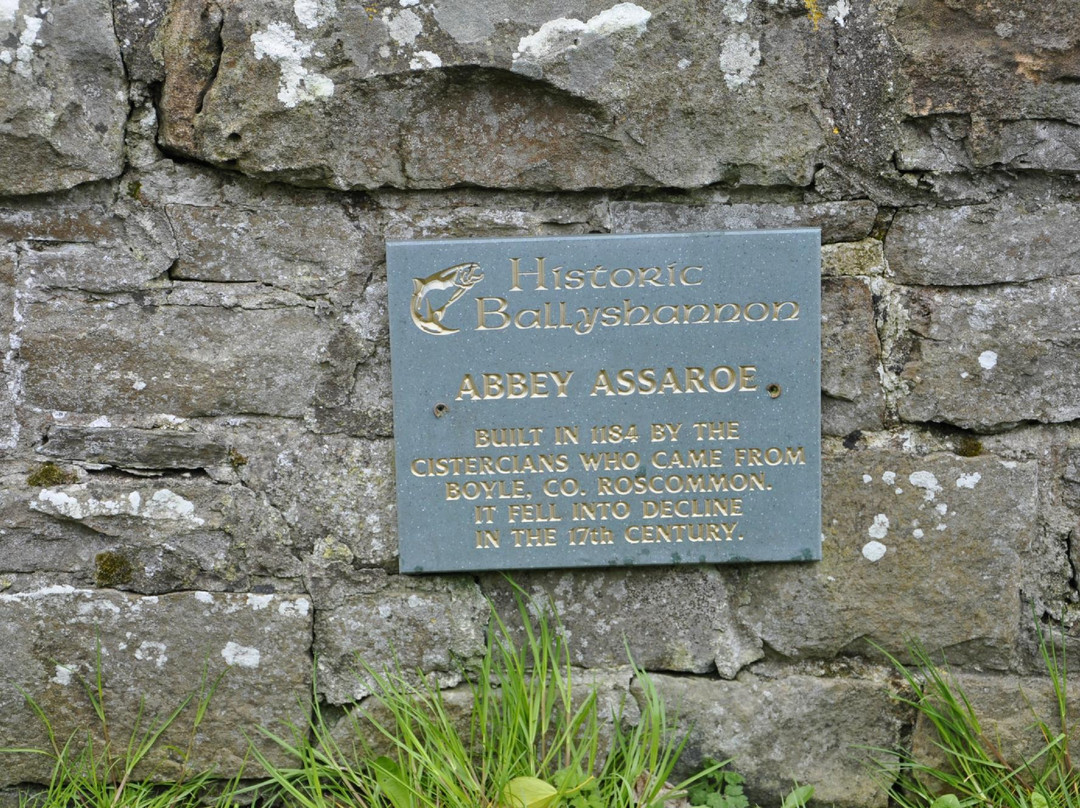 Historic
Ballyshannon
ABBEY ASSAROE
BUILT IN 1184 BY THE
CISTERCIANS WHO CAME FROM
BOYLE, CO. ROSCOMMON.
IT FELL INTO DECLINE
IN THE 17th CENTURY.